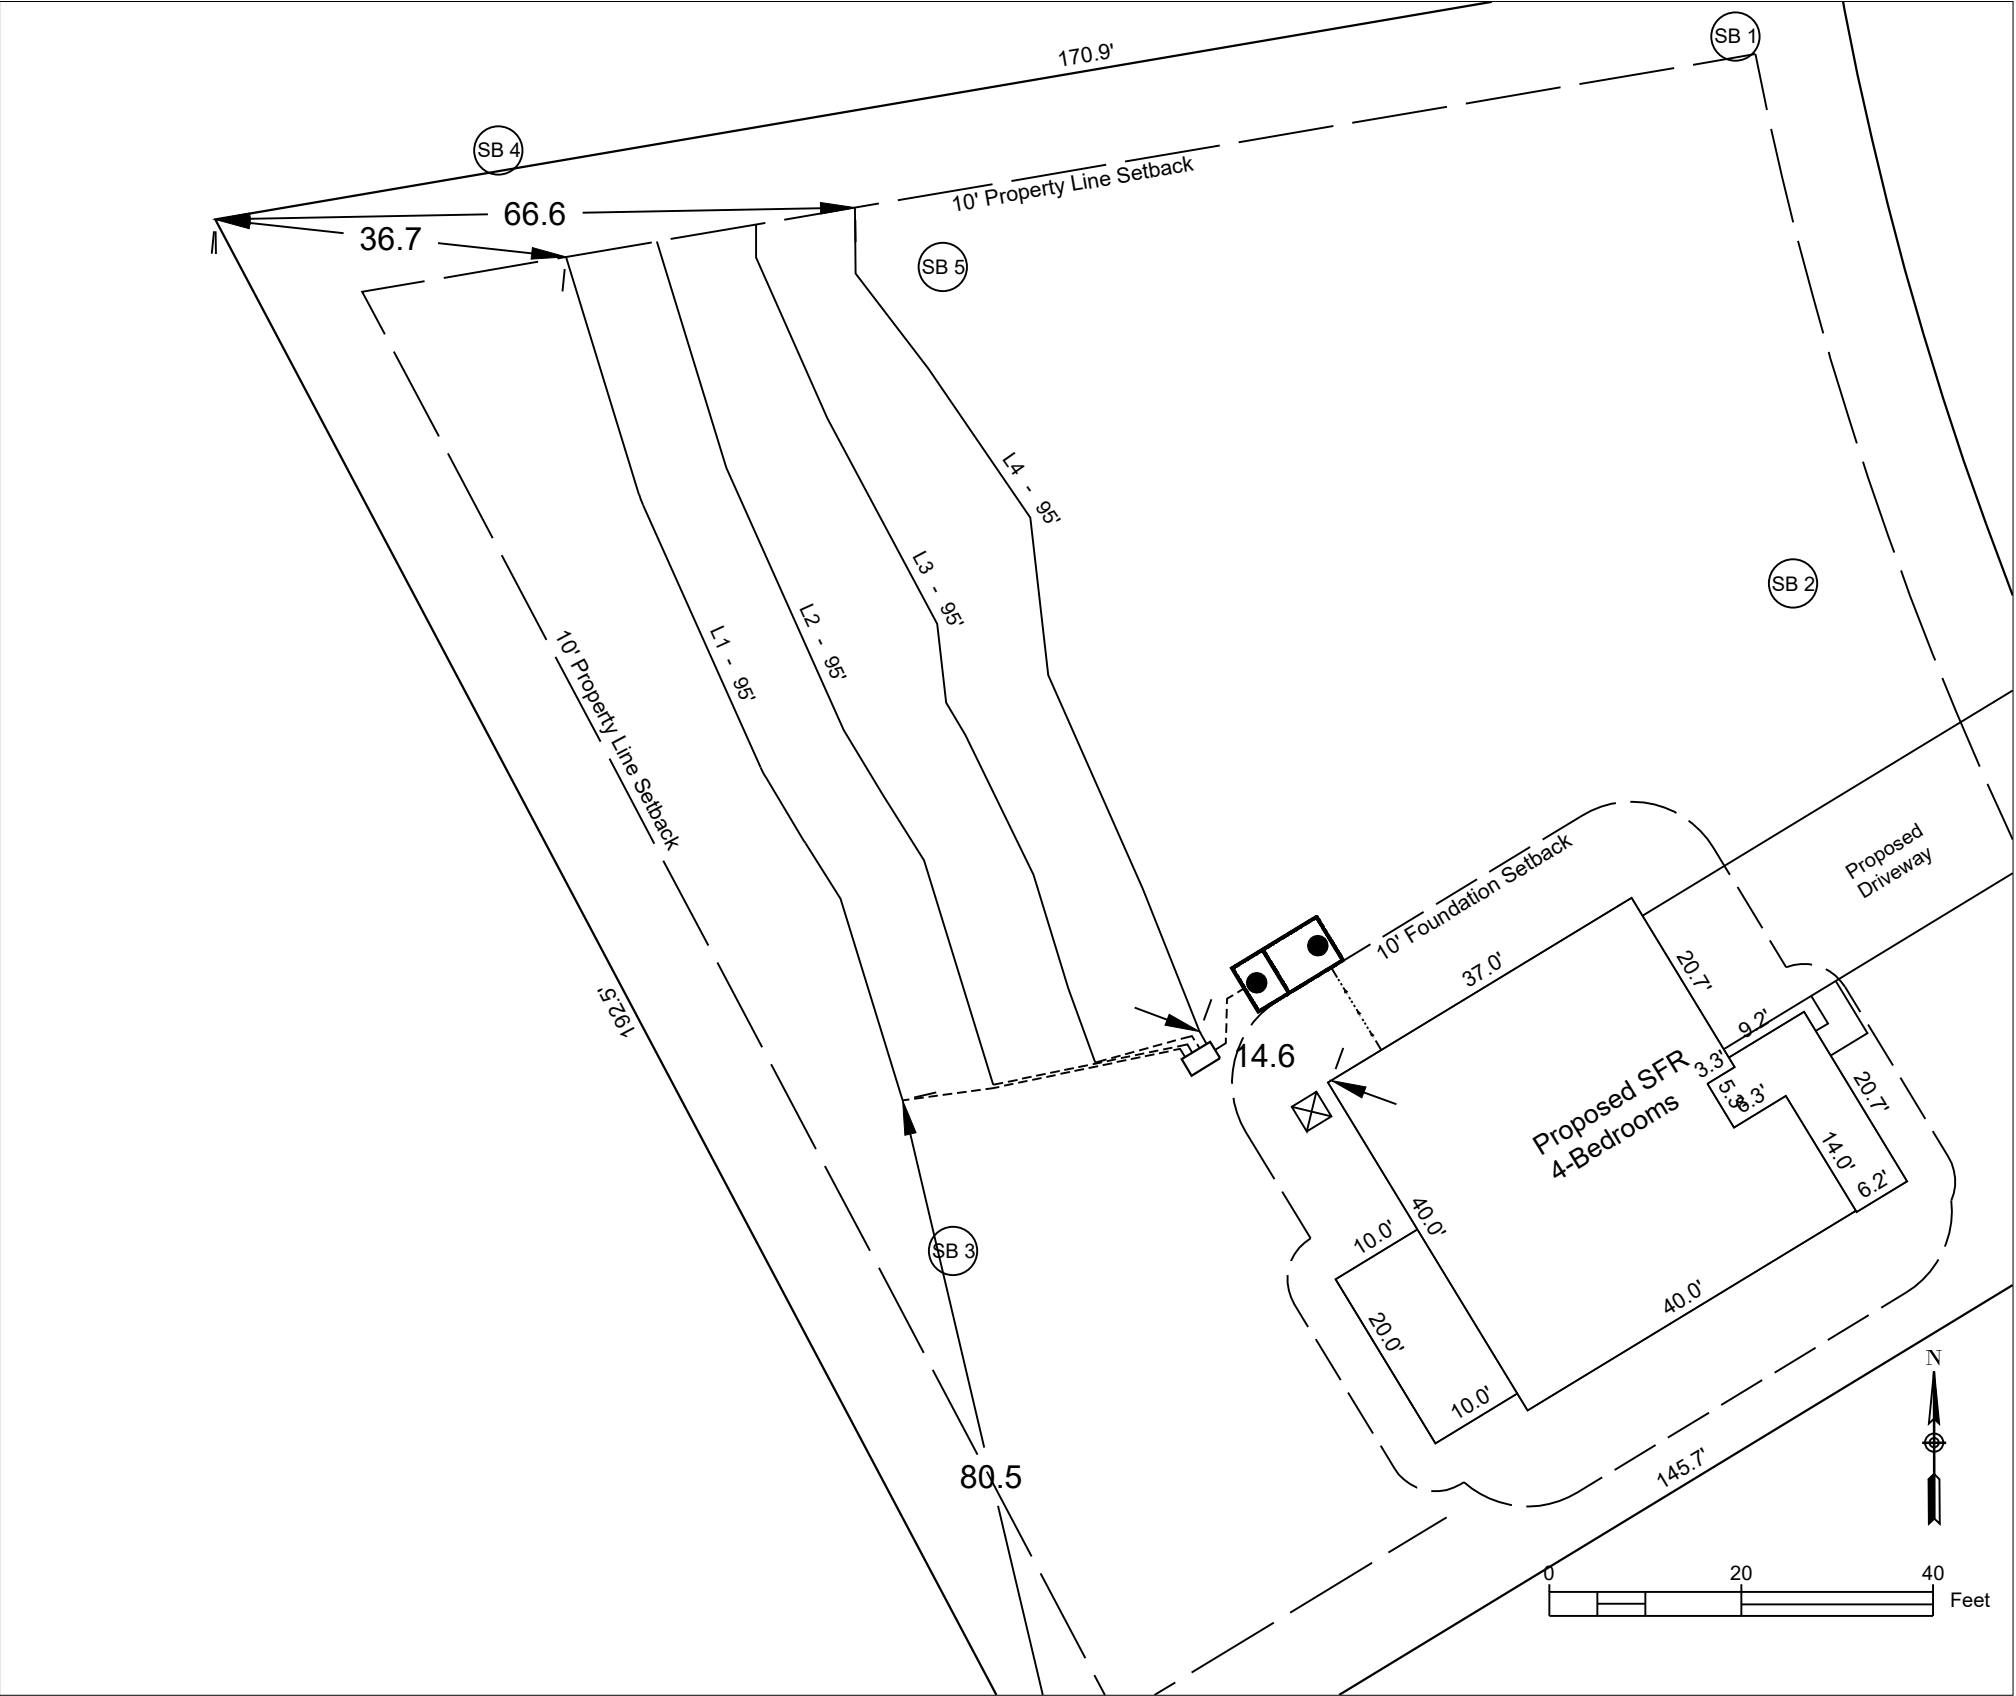 SB 1
170.9'
SB 4
10' Property Line Setback
66.6
36.7
SB 5
L4 - 95'
L3 - 95'
SB 2
L2 - 95'
L1 - 95'
10' Property Line Setback
Proposed
Driveway
10' Foundation Setback
37.0'
20.7'
192.5'
9.2'
14.6
3.3'
5.3'
6.3'
20.7'
Proposed SFR
4-Bedrooms
14.0'
6.2'
40.0'
10.0'
SB 3
40.0'
20.0'
10.0'
N
145.7'
80.5
0 20 40
Feet